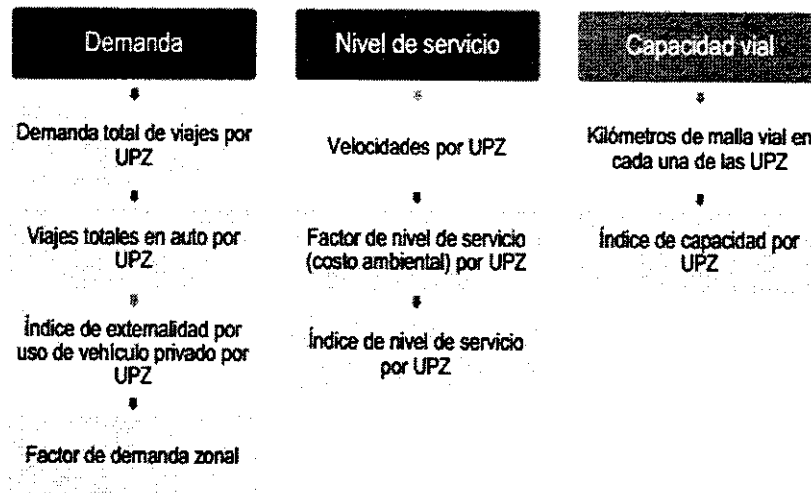 Demanda
Demanda total de viajes por
UPZ
Viajes totales en auto por
UPZ
Índice de externalidad por
uso de vehículo privado por
UPZ
Factor de demanda zonal
Nivel de servicio
Velocidades por UPZ
Factor de nivel de servicio
(costo ambiental) por UPZ
Índice de nivel de servicio
por UPZ
Capacidad vial
Kilómetros de malla vial en
cada una de las UPZ
Índice de capacidad por
UPZ